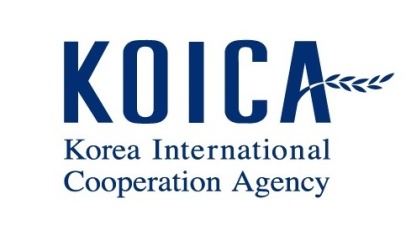 KOICA
Korea International
Cooperation Agency